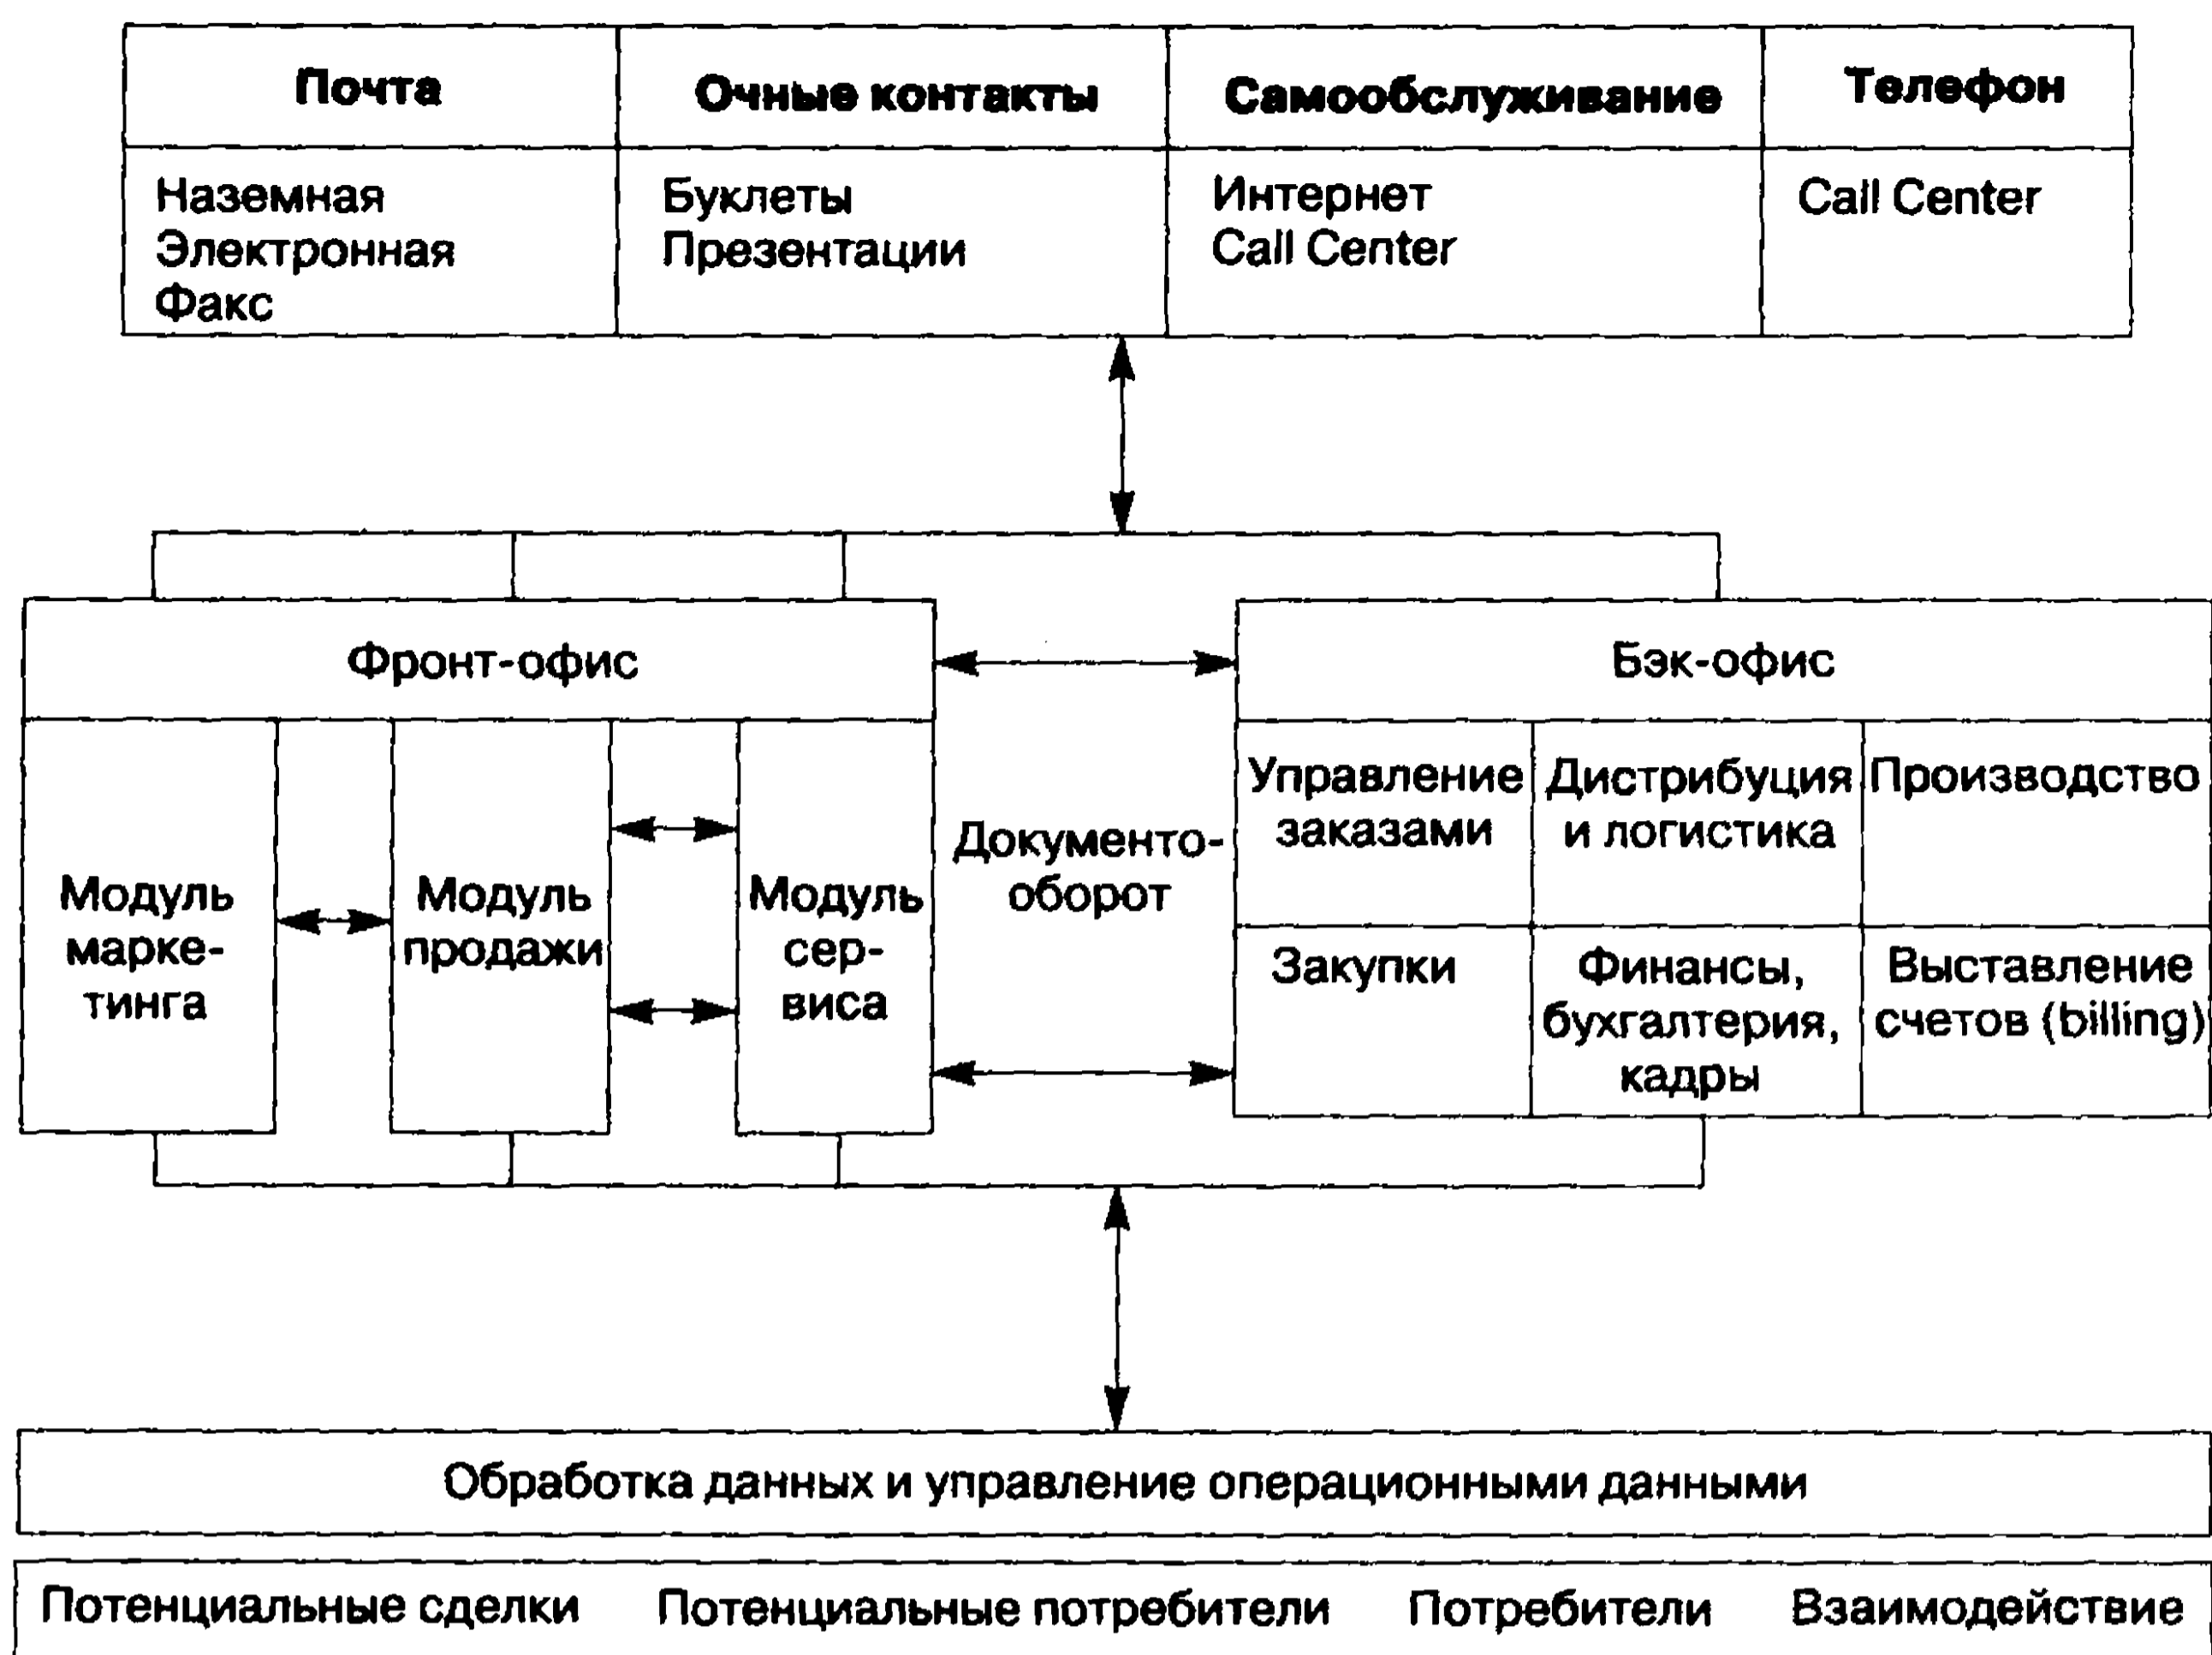 Почта
Очные контакты
Самообслуживание
Телефон
Наземная
Электронная
Факс
Буклеты
Презентации
Интернет
Call Center
Call Center
Фронт-офис
Бэк-офис
Модуль
марке-
тинга
Модуль
продажи
Модуль
сер-
виса
Документо-
оборот
Управление
заказами
Дистрибуция
и логистика
Производство
Закупки
Финансы,
бухгалтерия,
кадры
Выставление
счетов (billing)
Обработка данных и управление операционными данными
Потенциальные сделки Потенциальные потребители Потребители Взаимодействие